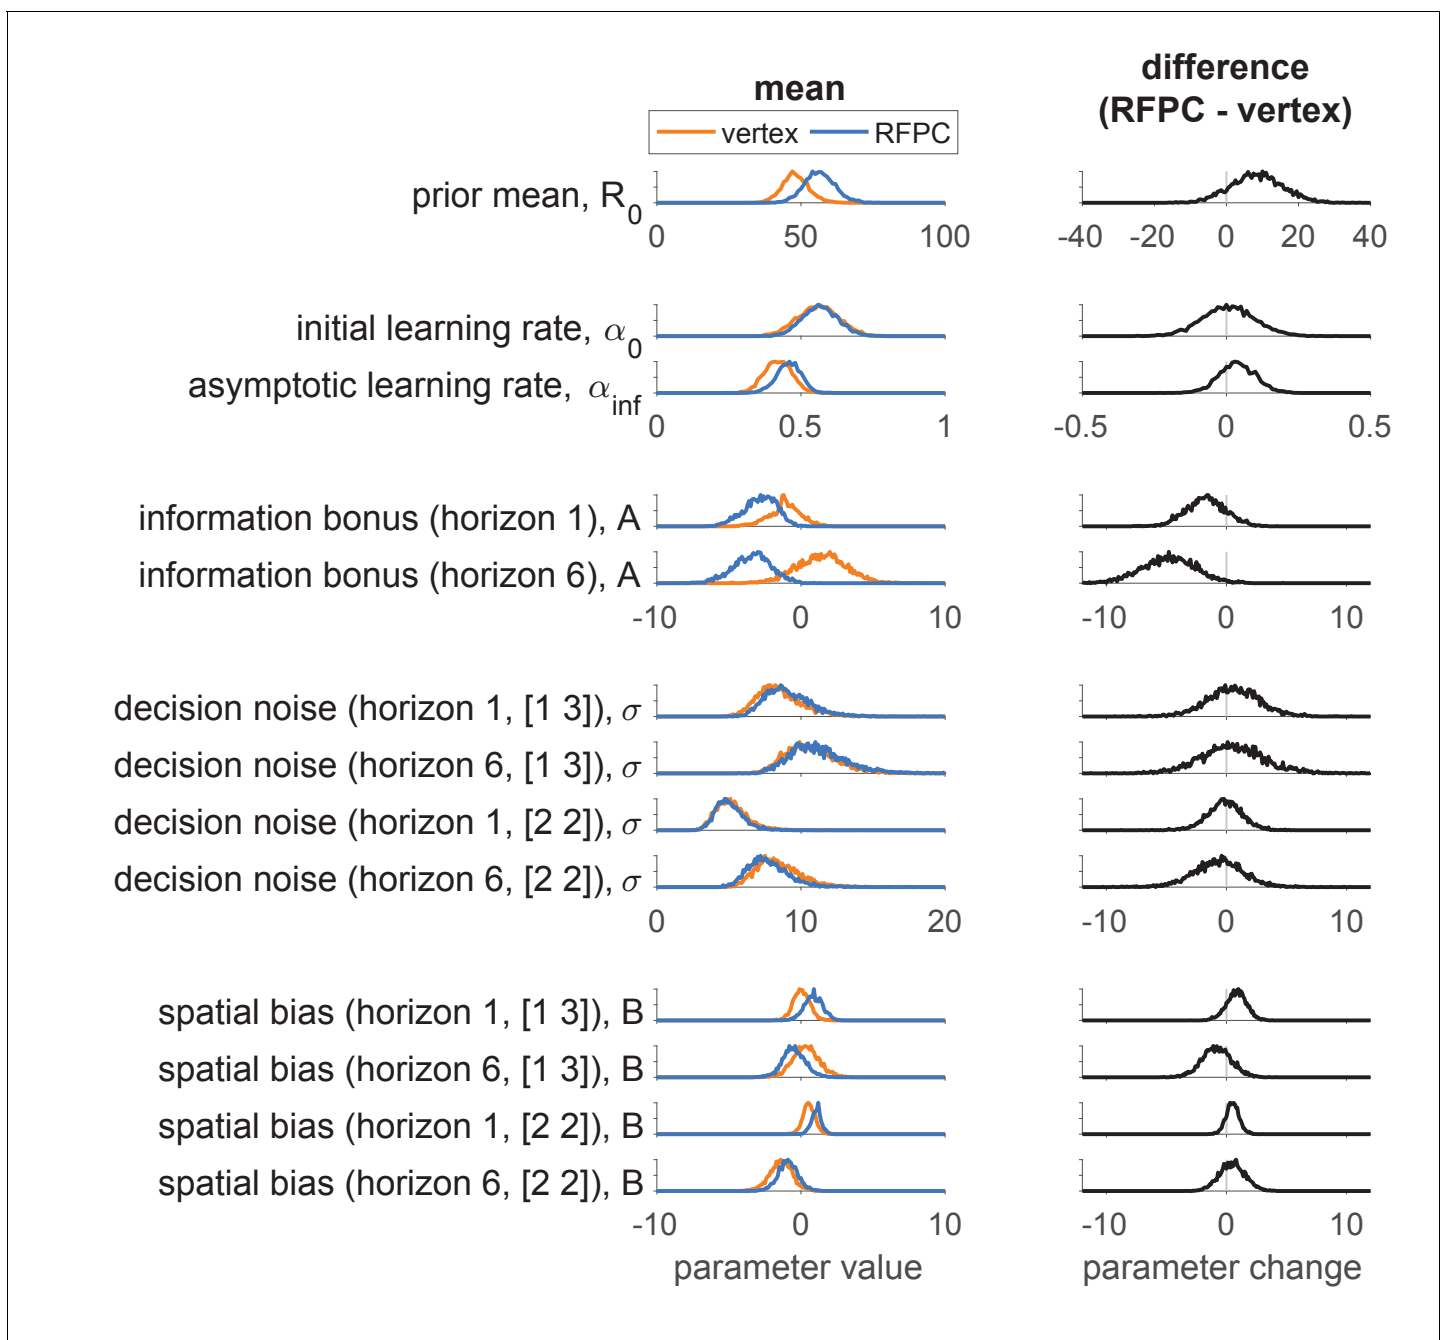 mean
difference
(RFPC - vertex)
vertex RFPC
prior mean, R0
0 50 100
-40 -20 0 20 40
initial learning rate, α0
asymptotic learning rate, αinf
0 0.5 1
-0.5 0 0.5
information bonus (horizon 1), A
information bonus (horizon 6), A
-10 0 10
-10 0 10
decision noise (horizon 1, [1 3]), σ
decision noise (horizon 6, [1 3]), σ
decision noise (horizon 1, [2 2]), σ
decision noise (horizon 6, [2 2]), σ
0 10 20
-10 0 10
spatial bias (horizon 1, [1 3]), B
spatial bias (horizon 6, [1 3]), B
spatial bias (horizon 1, [2 2]), B
spatial bias (horizon 6, [2 2]), B
-10 0 10
-10 0 10
parameter value
parameter change